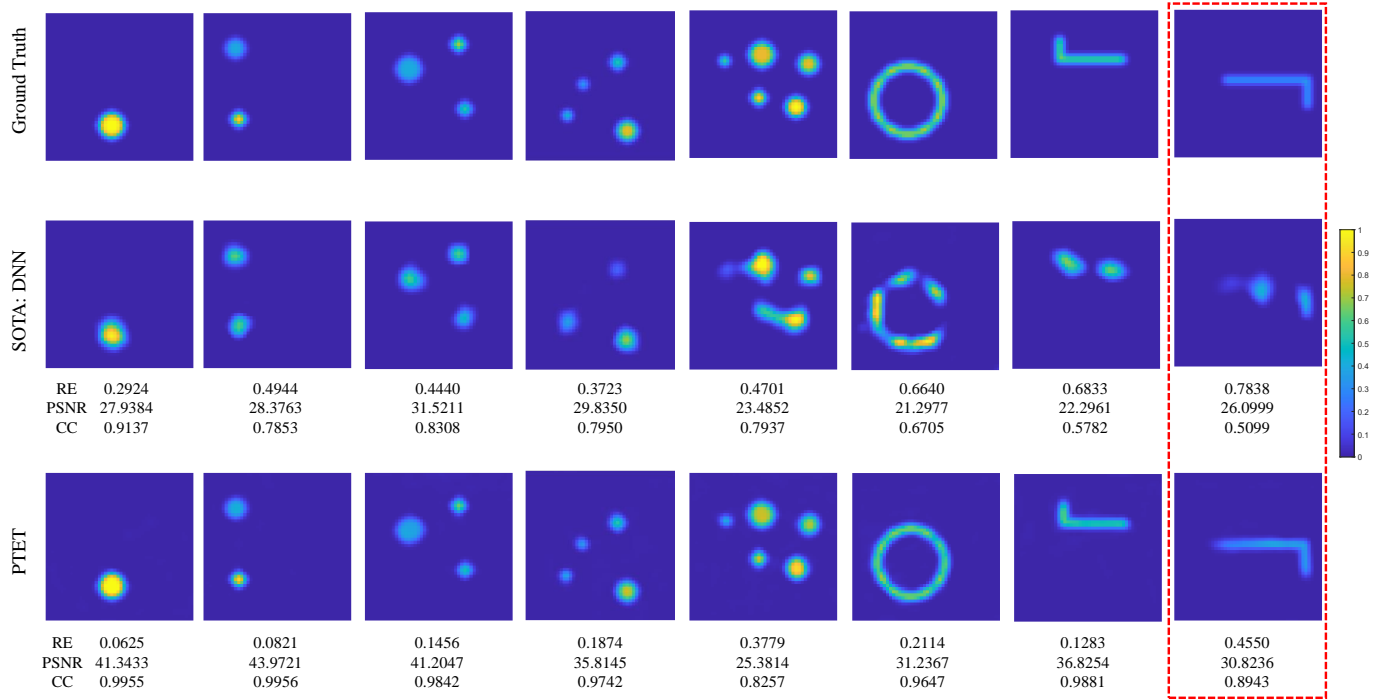 Ground Truth
SOTA: DNN
RE 0.2924 0.4944 0.4440 0.3723 0.4701 0.6640 0.6833 0.7838
PSNR 27.9384 28.3763 31.5211 29.8350 23.4852 21.2977 22.2961 26.0999
CC 0.9137 0.7853 0.8308 0.7950 0.7937 0.6705 0.5782 0.5099
1
0.9
0.8
0.7
0.6
0.5
0.4
0.3
0.2
0.1
0
PTET
RE 0.0625 0.0821 0.1456 0.1874 0.3779 0.2114 0.1283 0.4550
PSNR 41.3433 43.9721 41.2047 35.8145 25.3814 31.2367 36.8254 30.8236
CC 0.9955 0.9956 0.9842 0.9742 0.8257 0.9647 0.9881 0.8943